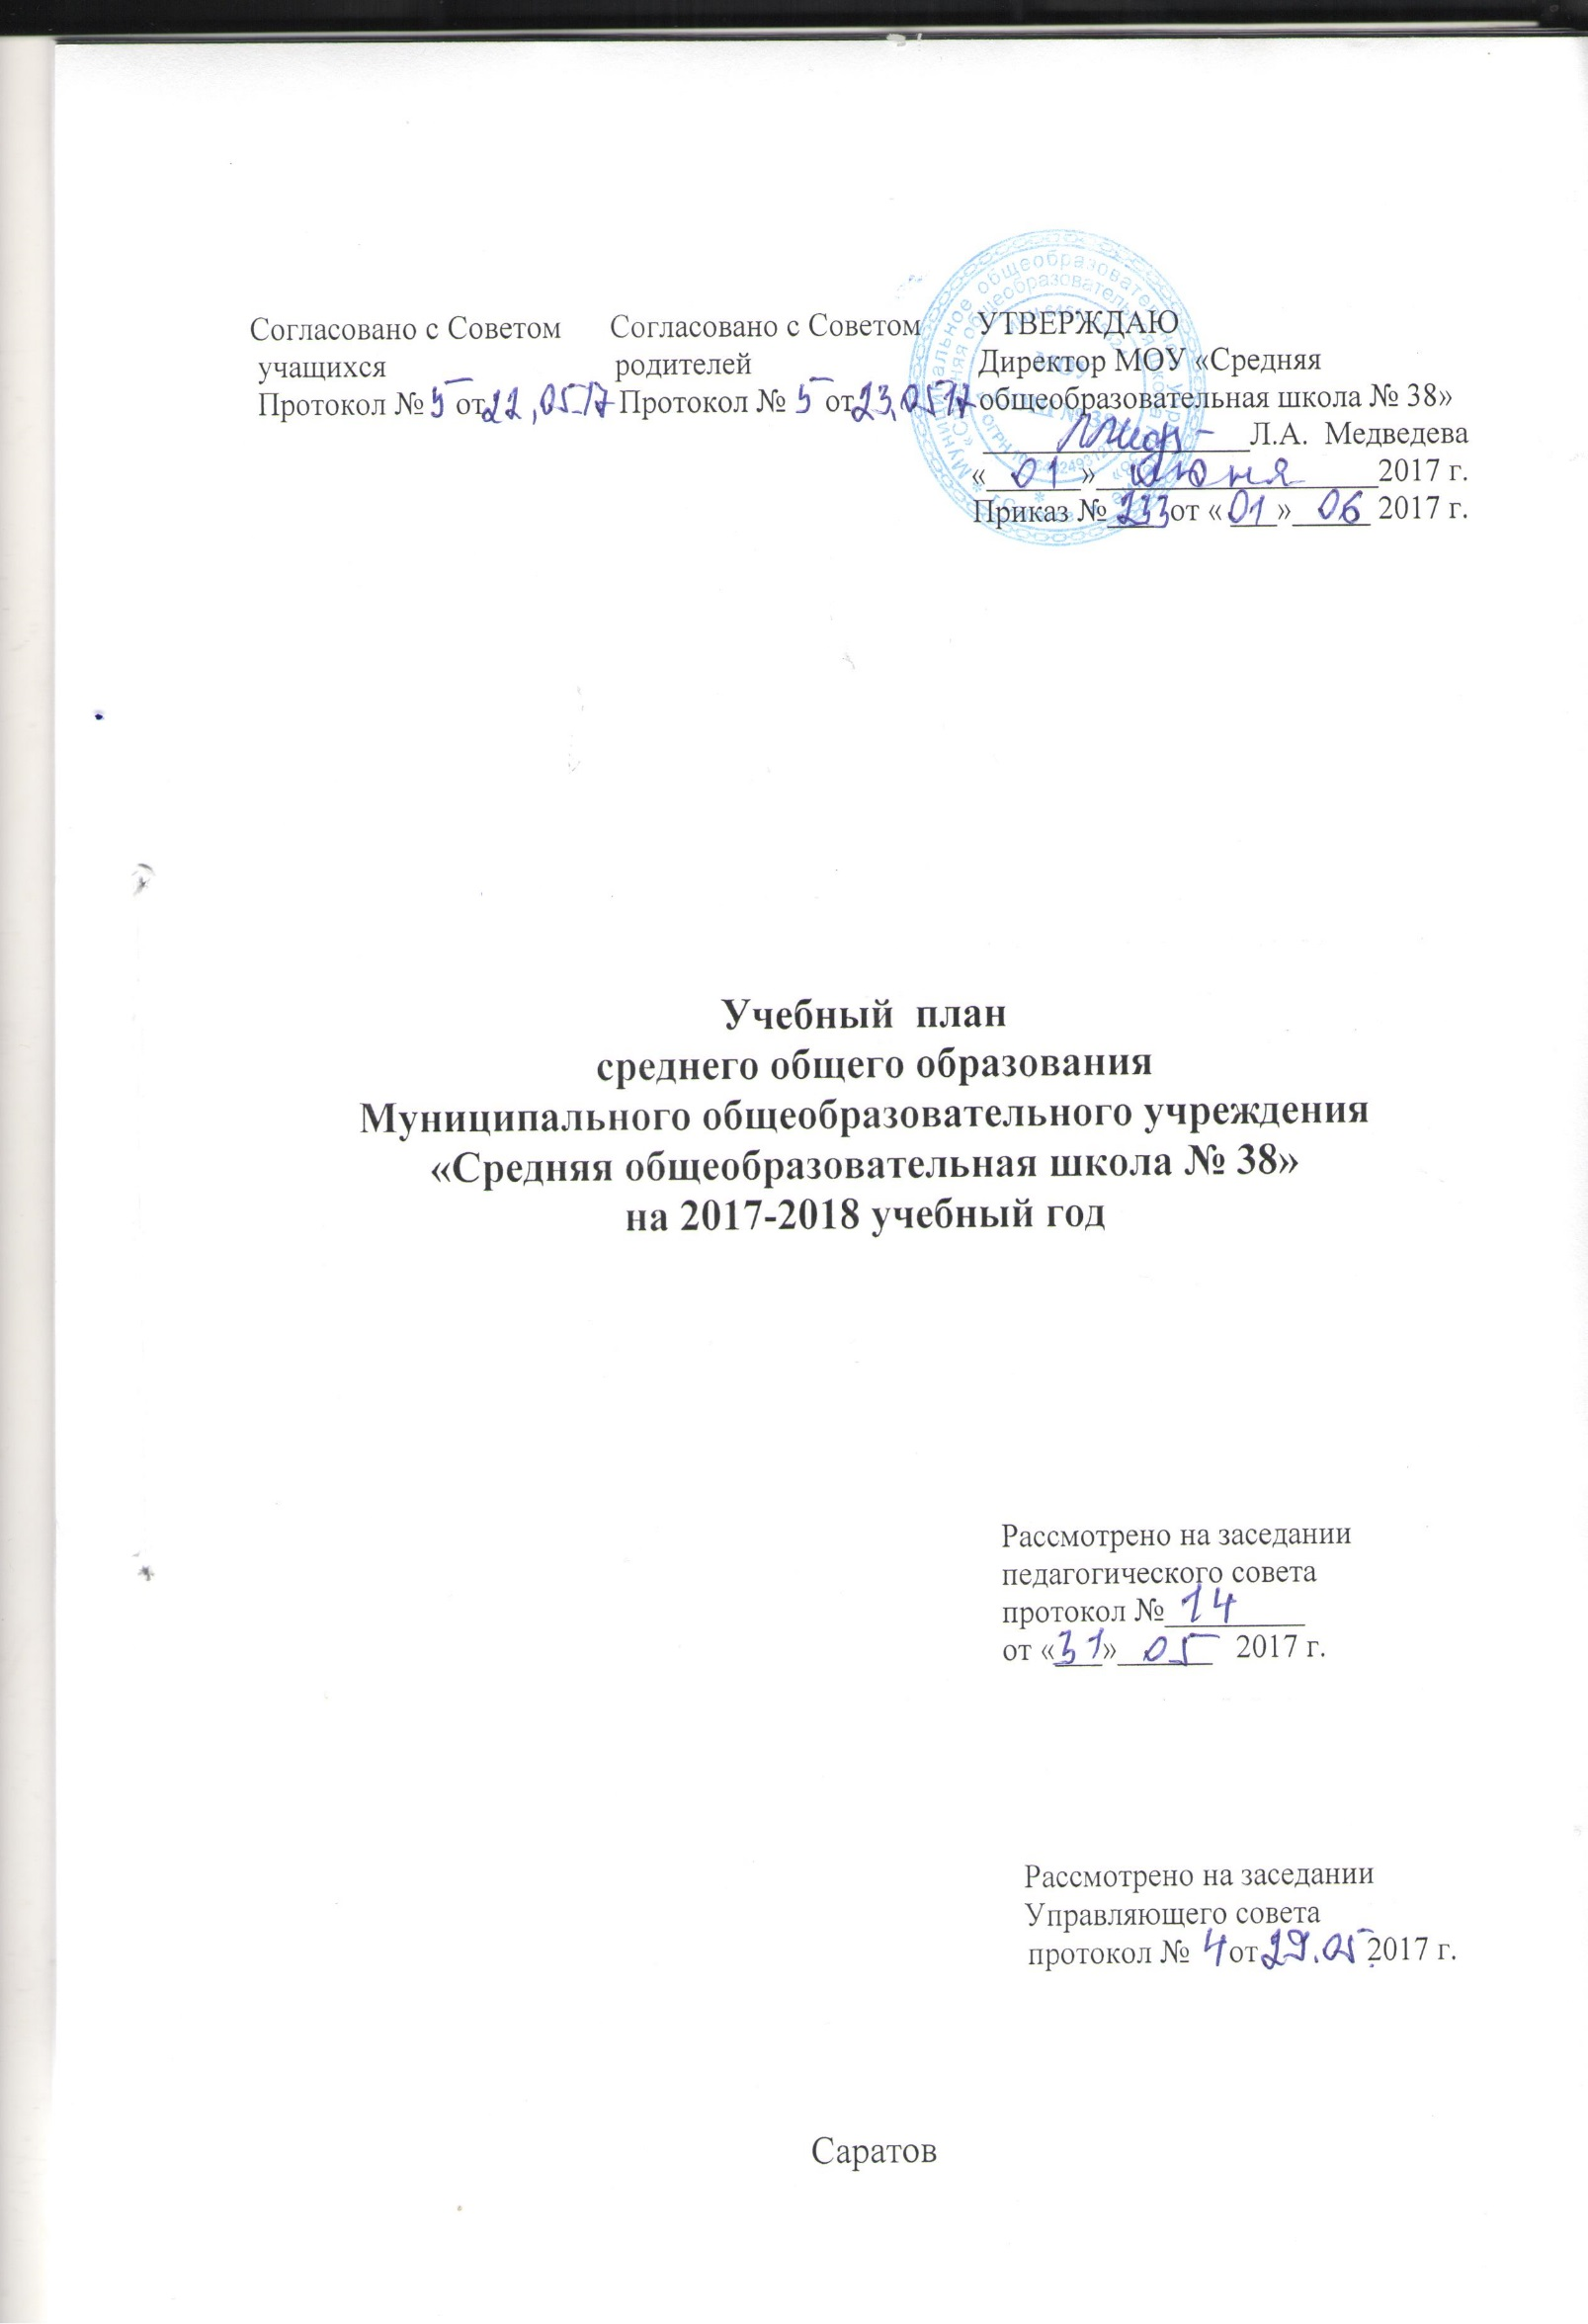 Согласовано с Советом
учащихся
Протокол № 5 от 22,05.17
Согласовано с Советом
родителей
Протокол № 5 от 23.05 17
УТВЕРЖДАЮ
Директор МОУ «Средняя
общеобразовательная школа № 38»
Л.А. Медведева
«01» июня 2017 г.
Приказ № 233 от «01» 06 2017 г.
Учебный план
среднего общего образования
Муниципального общеобразовательного учреждения
«Средняя общеобразовательная школа № 38»
на 2017-2018 учебный год
Рассмотрено на заседании
педагогического совета
протокол № 14
от «31» 05 2017 г.
Рассмотрено на заседании
Управляющего совета
протокол № 4 от 29.05.2017 г.
Саратов